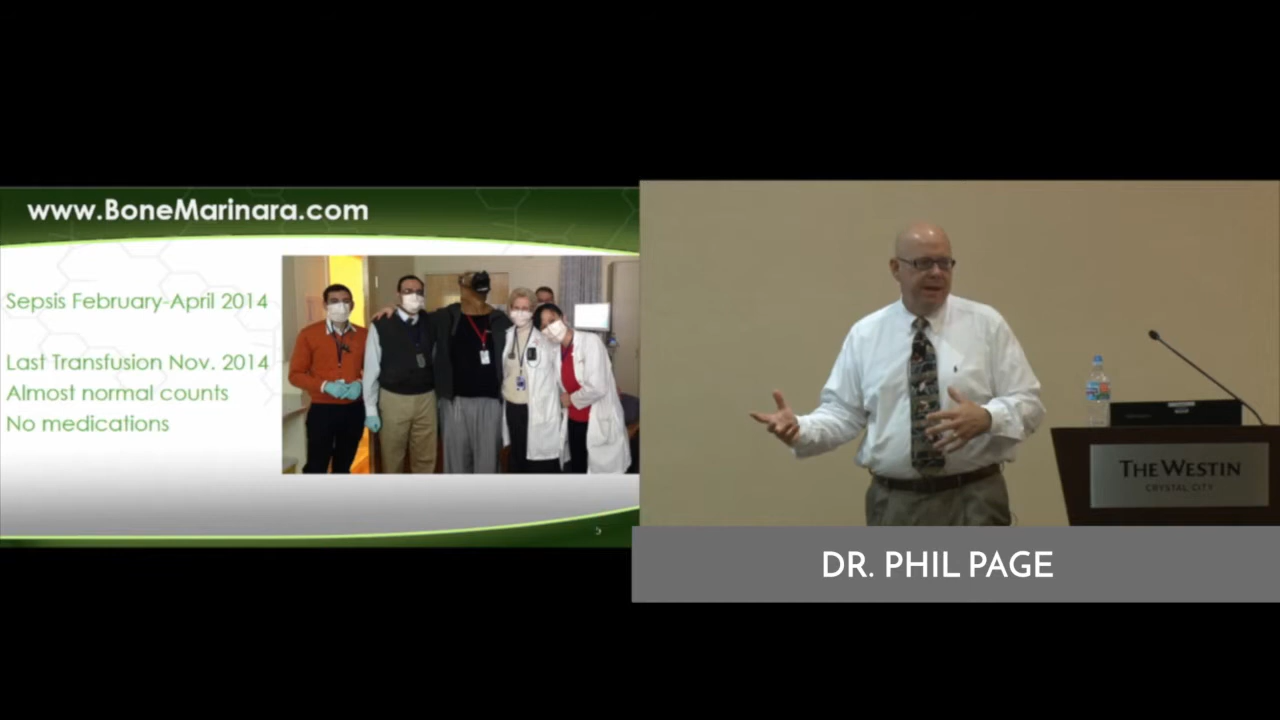 www.BoneMarinara.com
Sepsis February-April 2014
Last Transfusion Nov. 2014
Almost normal counts
No medications
5
THE WESTIN
CRYSTAL CITY
DR. PHIL PAGE